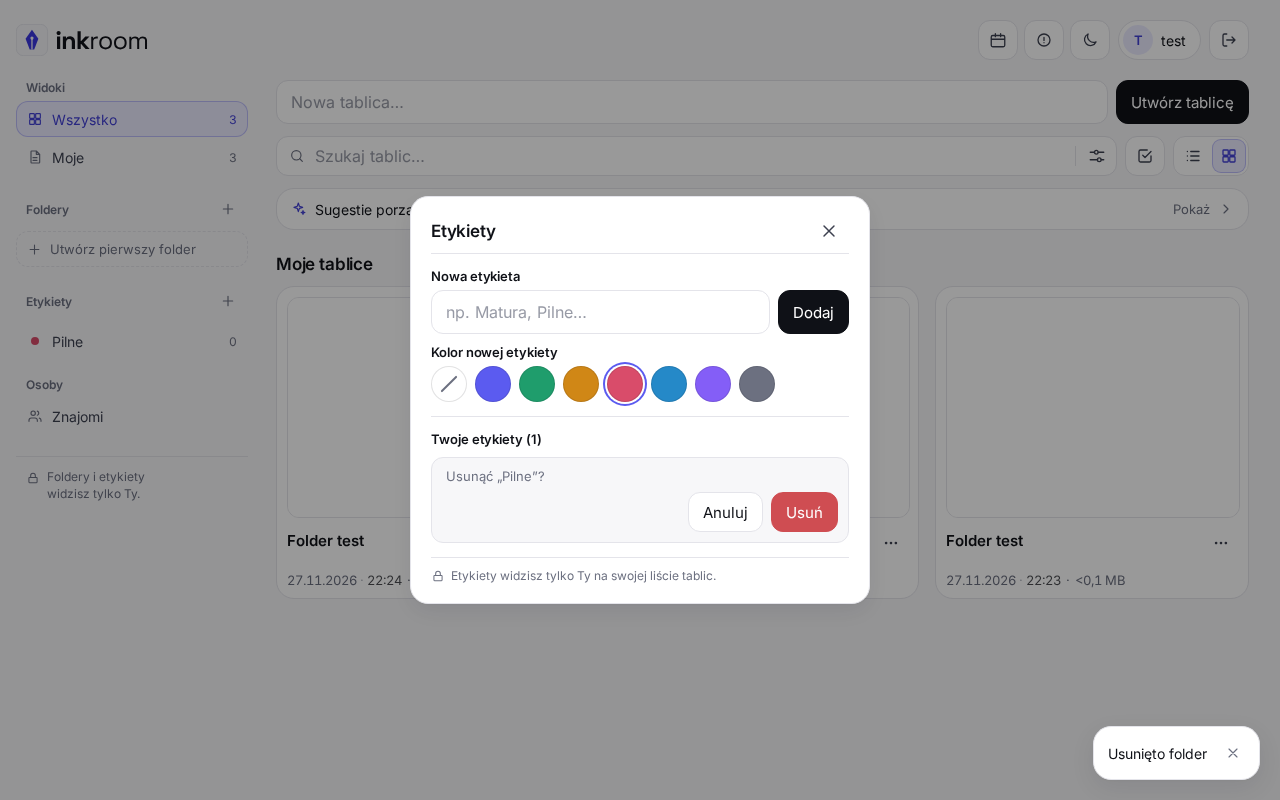 inkroom
T
test
Widoki
Wszystko 3
Moje 3
Foldery
Utwórz pierwszy folder
Etykiety
Pilne 0
Osoby
Znajomi
Foldery i etykiety
widzisz tylko Ty.
Nowa tablica...
Utwórz tablicę
Szukaj tablic...
Pokaż
Moje tablice
Folder test
27.11.2026 · 22:24 ·
Folder test
27.11.2026 · 22:23 · <0,1 MB
Etykiety
Nowa etykieta
np. Matura, Pilne...
Dodaj
Kolor nowej etykiety
Twoje etykiety (1)
Usunąć „Pilne”?
Anuluj
Usuń
Etykiety widzisz tylko Ty na swojej liście tablic.
Usunięto folder